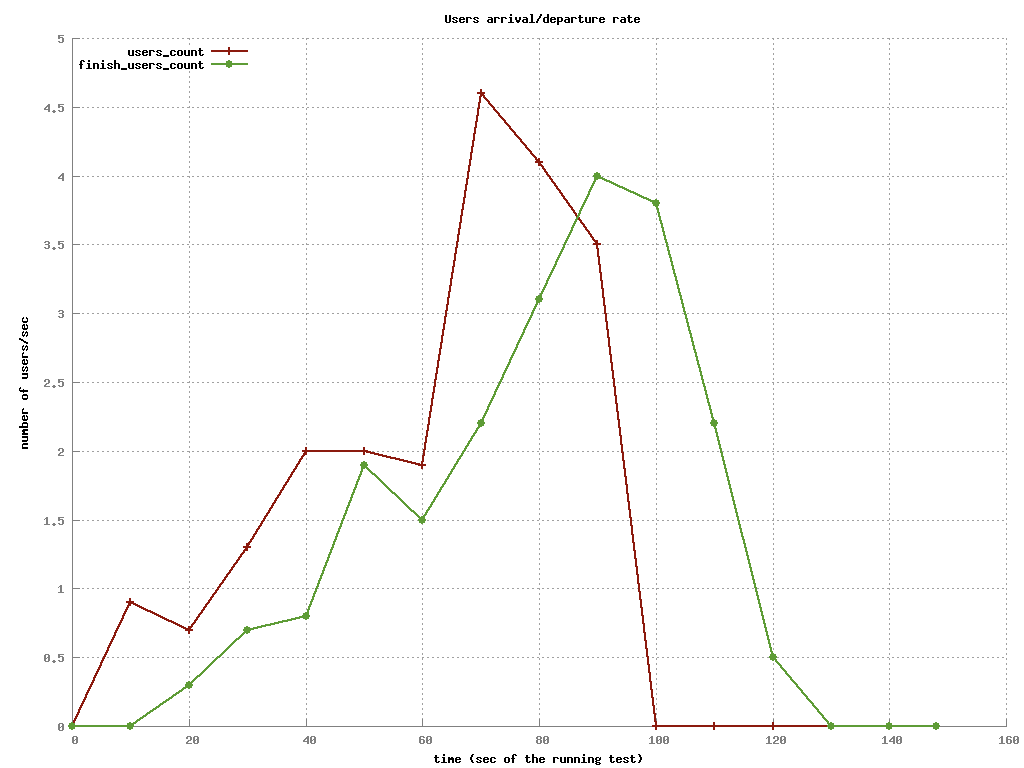 Users arrival/departure rate
users_count
finish_users_count
5
4.5
4
3.5
3
2.5
2
1.5
1
0.5
0
number of users/sec
0 20 40 60 80 100 120 140 160
time (sec of the running test)